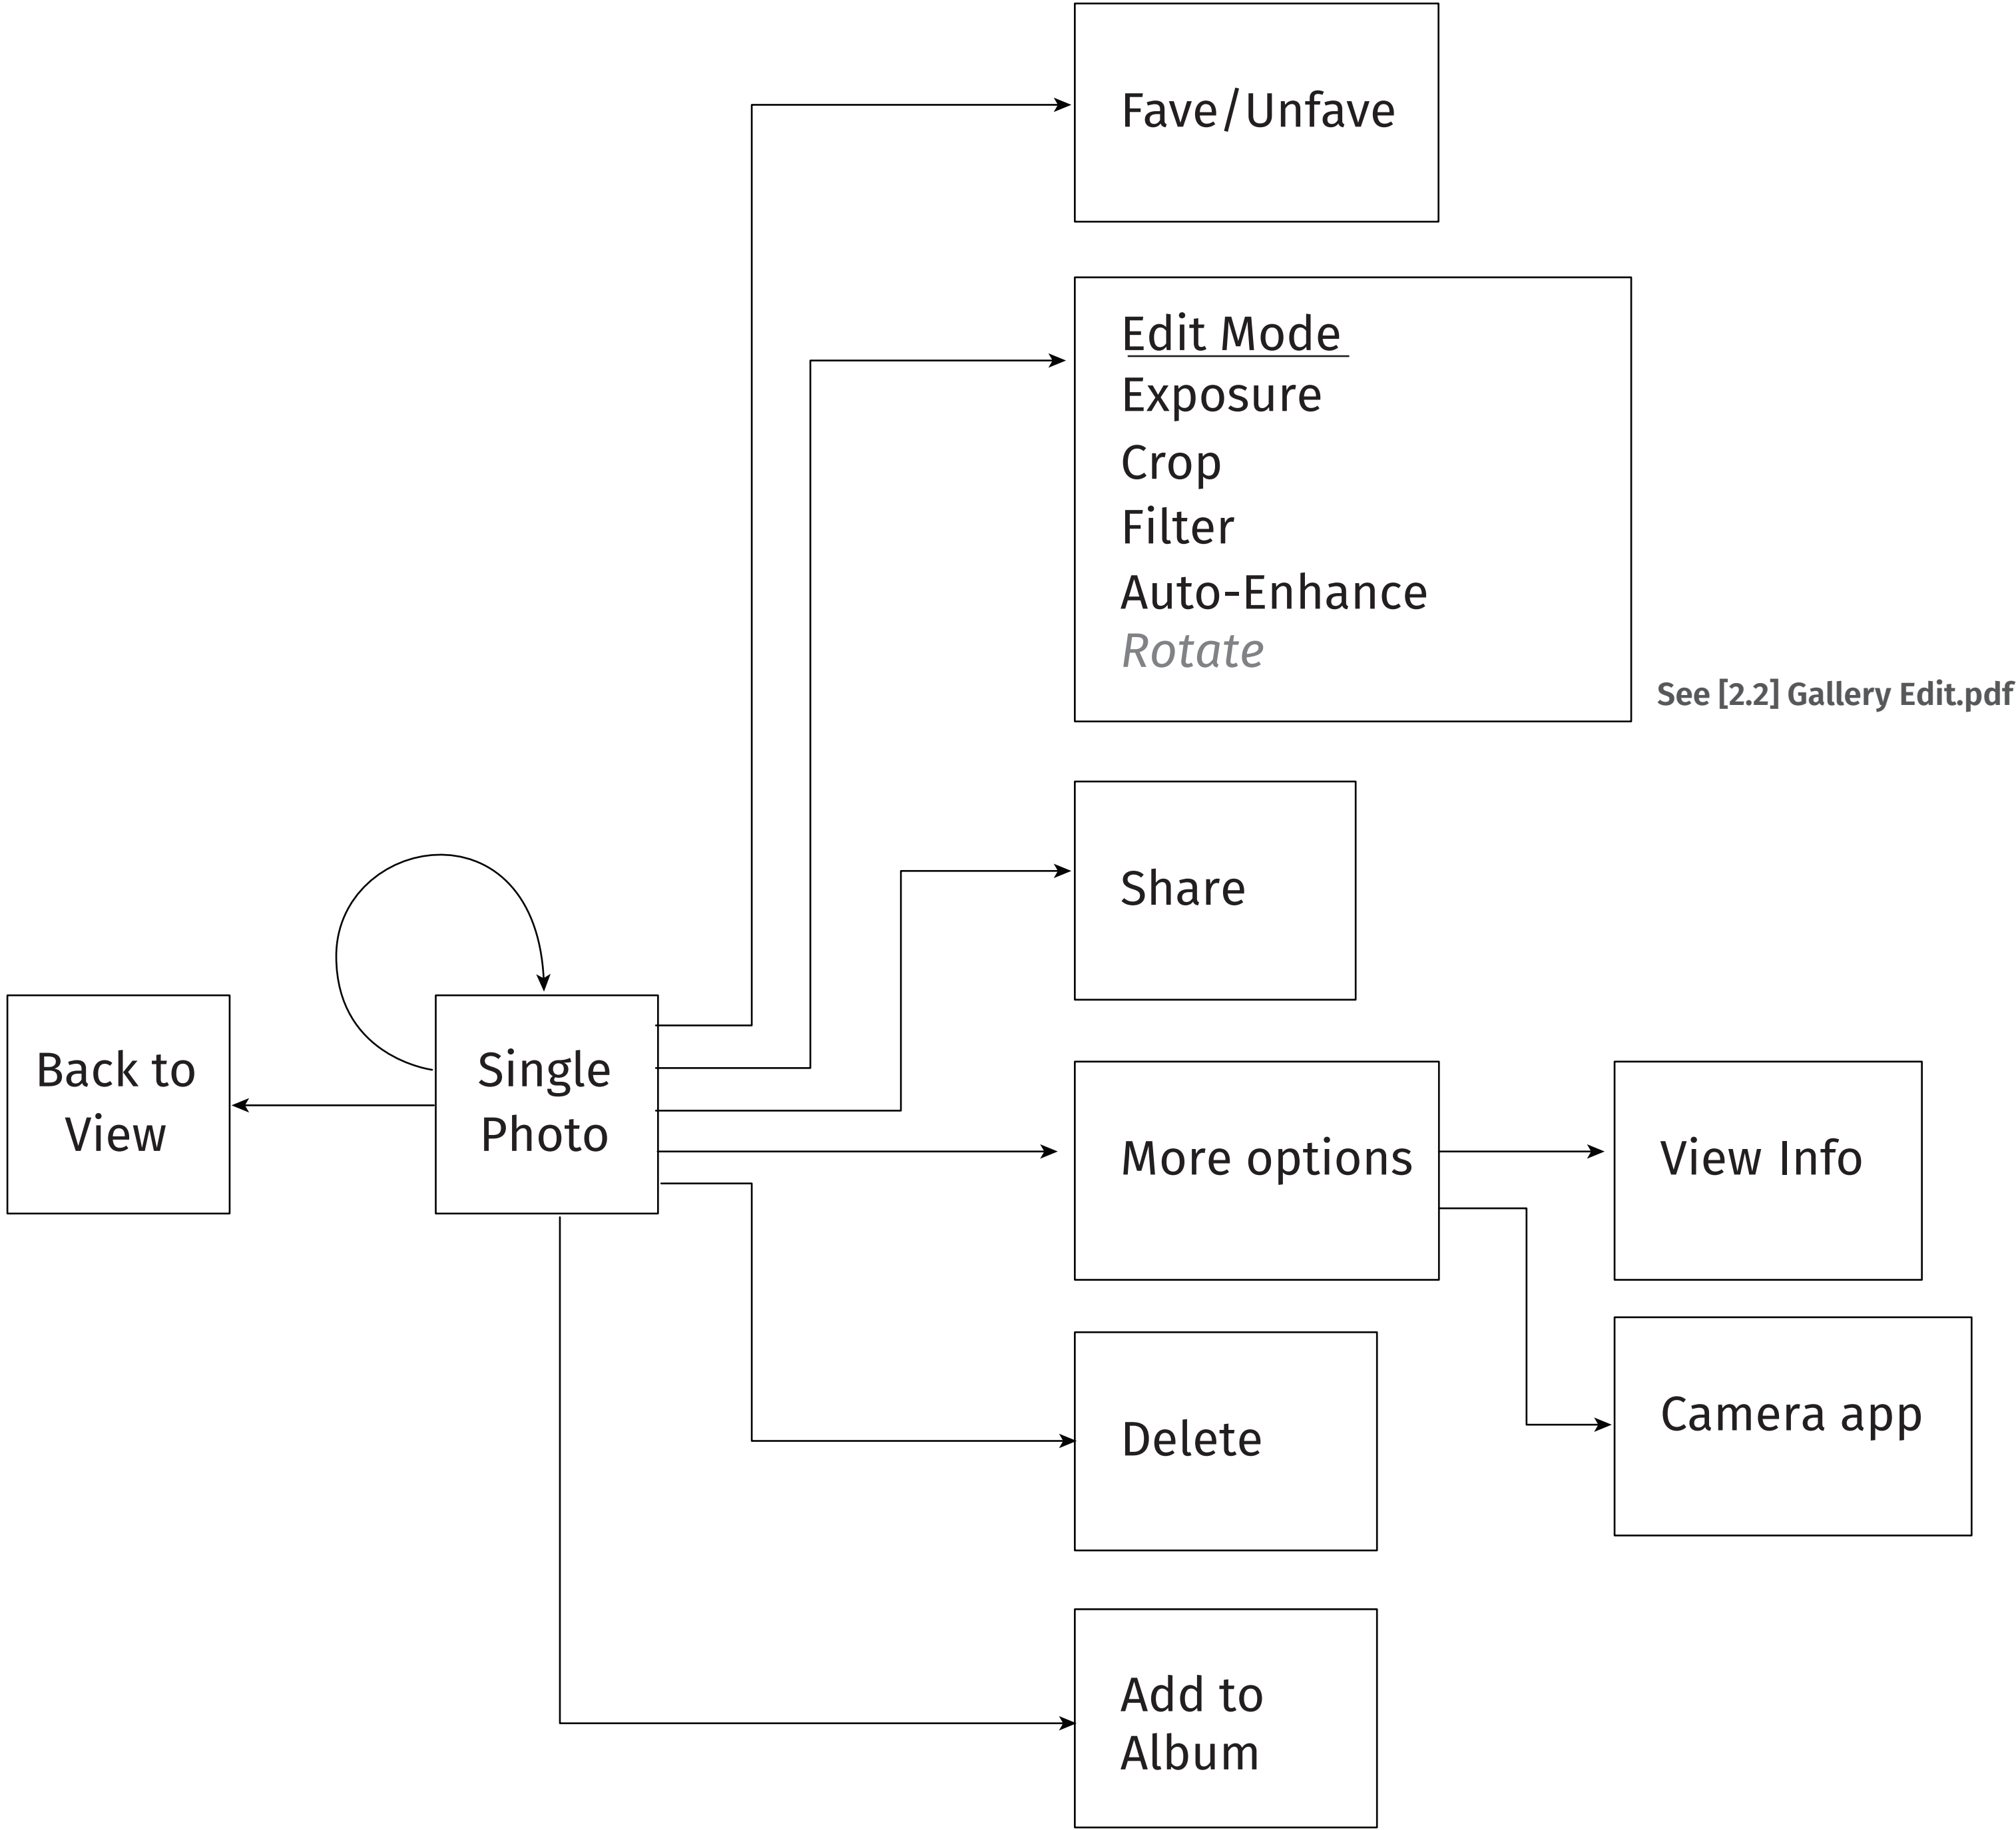 Fave/Unfave
Edit Mode
Exposure
Crop
Filter
Auto-Enhance
Rotate
See [2.2] Gallery Edit.pdf
Share
Back to
View
Single
Photo
More options
View Info
Camera app
Delete
Add to
Album